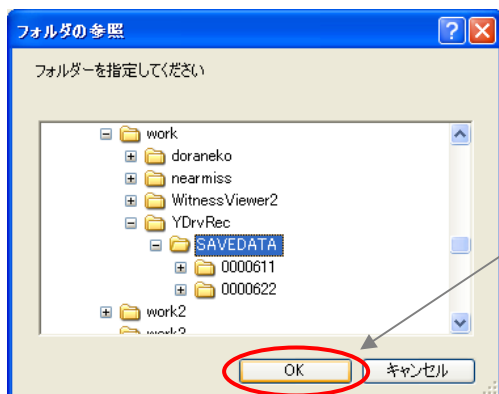 フォルダの参照
フォルダーを指定してください
work
doraneko
nearmiss
WitnessViewer2
YDrvRec
SAVEDATA
0000611
0000622
work2
OK キャンセル